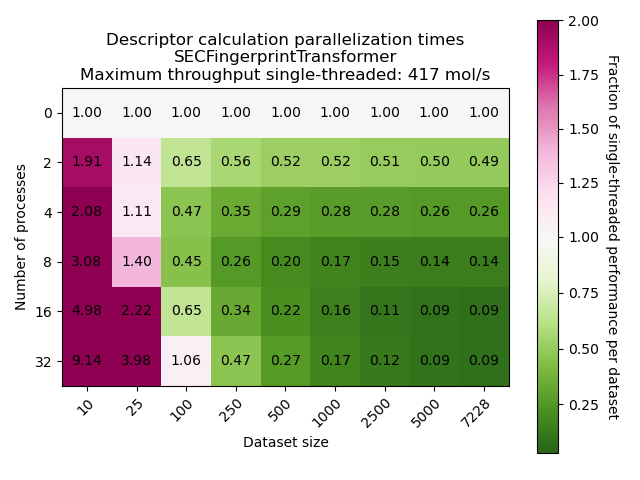 Descriptor calculation parallelization times
SECFingerprintTransformer
Maximum throughput single-threaded: 417 mol/s
Number of processes
0 1.00 1.00 1.00 1.00 1.00 1.00 1.00 1.00 1.00
2 1.91 1.14 0.65 0.56 0.52 0.52 0.51 0.50 0.49
4 2.08 1.11 0.47 0.35 0.29 0.28 0.28 0.26 0.26
8 3.08 1.40 0.45 0.26 0.20 0.17 0.15 0.14 0.14
16 4.98 2.22 0.65 0.34 0.22 0.16 0.11 0.09 0.09
32 9.14 3.98 1.06 0.47 0.27 0.17 0.12 0.09 0.09
10 25 100 250 500 1000 2500 5000 7228
Dataset size
2.00
1.75
1.50
1.25
1.00
0.75
0.50
0.25
Fraction of single-threaded performance per dataset